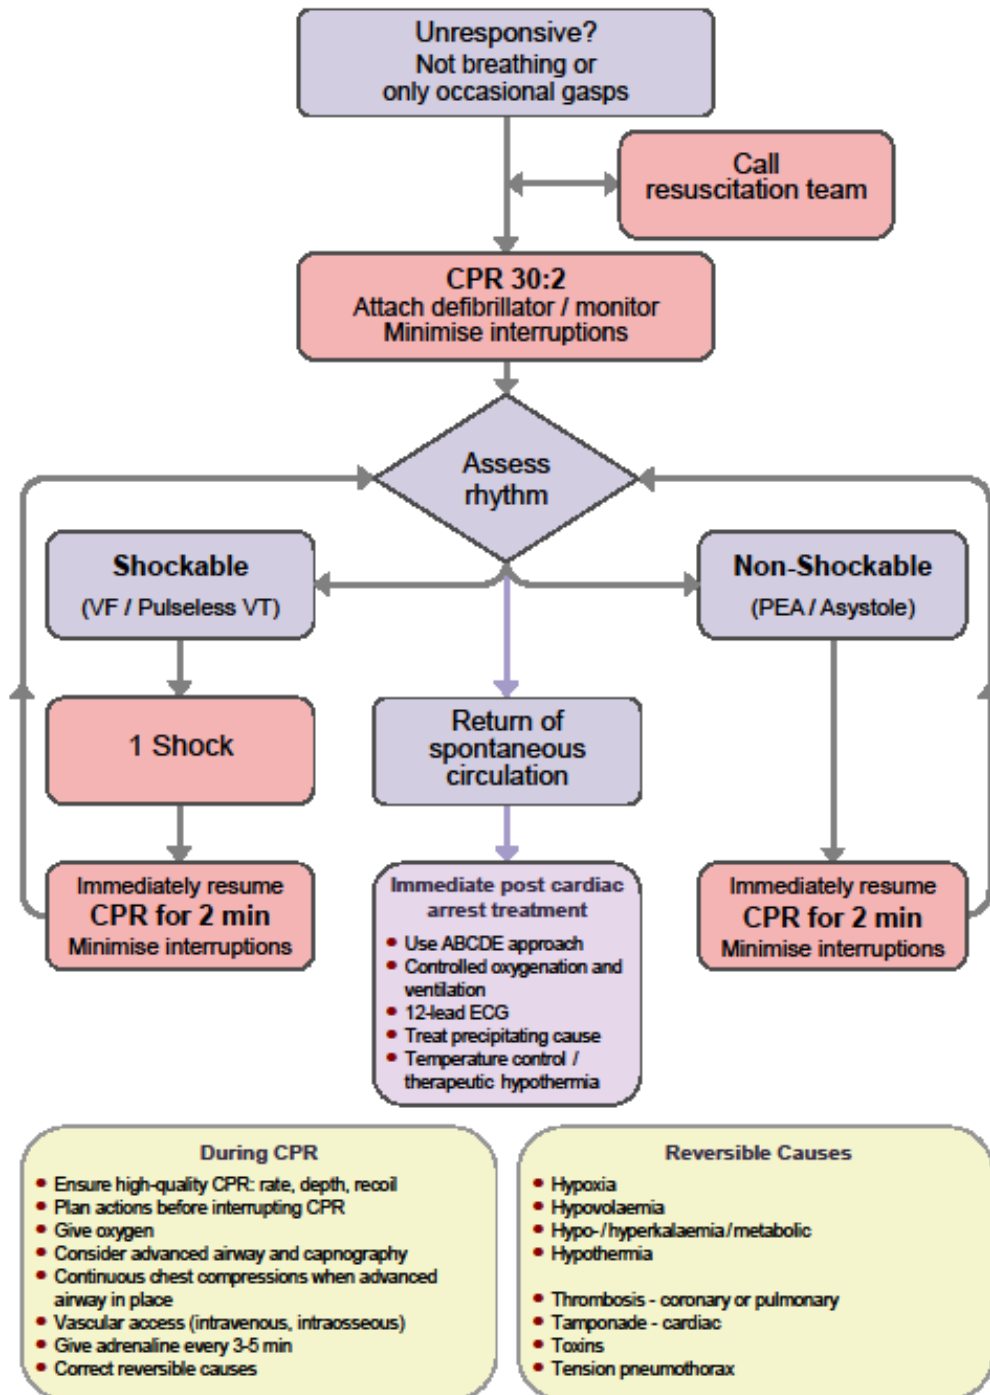 Unresponsive?
Not breathing or
only occasional gasps
Call
resuscitation team
CPR 30:2
Attach defibrillator / monitor
Minimise interruptions
Assess
rhythm
Shockable
(VF / Pulseless VT)
Non-Shockable
(PEA / Asystole)
1 Shock
Return of
spontaneous
circulation
Immediately resume
CPR for 2 min
Minimise interruptions
Immediate post cardiac
arrest treatment
• Use ABCDE approach
• Controlled oxygenation and
ventilation
• 12-lead ECG
• Treat precipitating cause
• Temperature control /
therapeutic hypothermia
Immediately resume
CPR for 2 min
Minimise interruptions
During CPR
• Ensure high-quality CPR: rate, depth, recoil
• Plan actions before interrupting CPR
• Give oxygen
• Consider advanced airway and capnography
• Continuous chest compressions when advanced
airway in place
• Vascular access (intravenous, intraosseous)
• Give adrenaline every 3-5 min
• Correct reversible causes
Reversible Causes
• Hypoxia
• Hypovolaemia
• Hypo-/hyperkalaemia/metabolic
• Hypothermia
• Thrombosis - coronary or pulmonary
• Tamponade - cardiac
• Toxins
• Tension pneumothorax